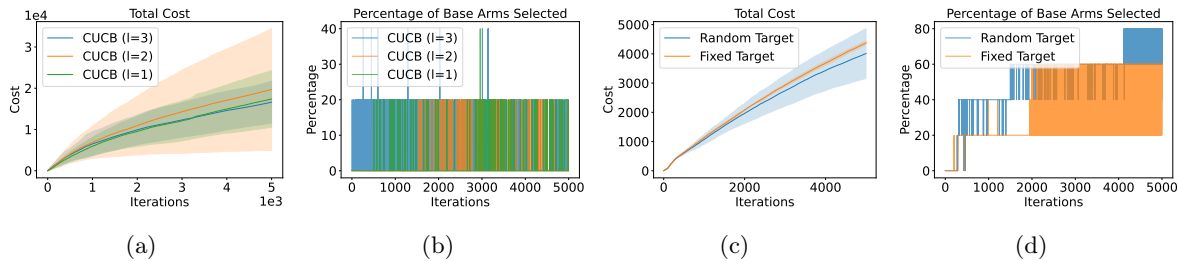 Total Cost
1e4
3
2
1
0
Cost
CUCB (l=3)
CUCB (l=2)
CUCB (l=1)
0 1 2 3 4 5
1e3
Iterations
(a)
Percentage of Base Arms Selected
40
30
20
10
0
Percentage
CUCB (l=3)
CUCB (l=2)
CUCB (l=1)
0 1000 2000 3000 4000 5000
Iterations
(b)
Total Cost
5000
4000
3000
2000
1000
0
Cost
Random Target
Fixed Target
0 2000 4000
Iterations
(c)
Percentage of Base Arms Selected
80
60
40
20
0
Percentage
Random Target
Fixed Target
0 1000 2000 3000 4000 5000
Iterations
(d)